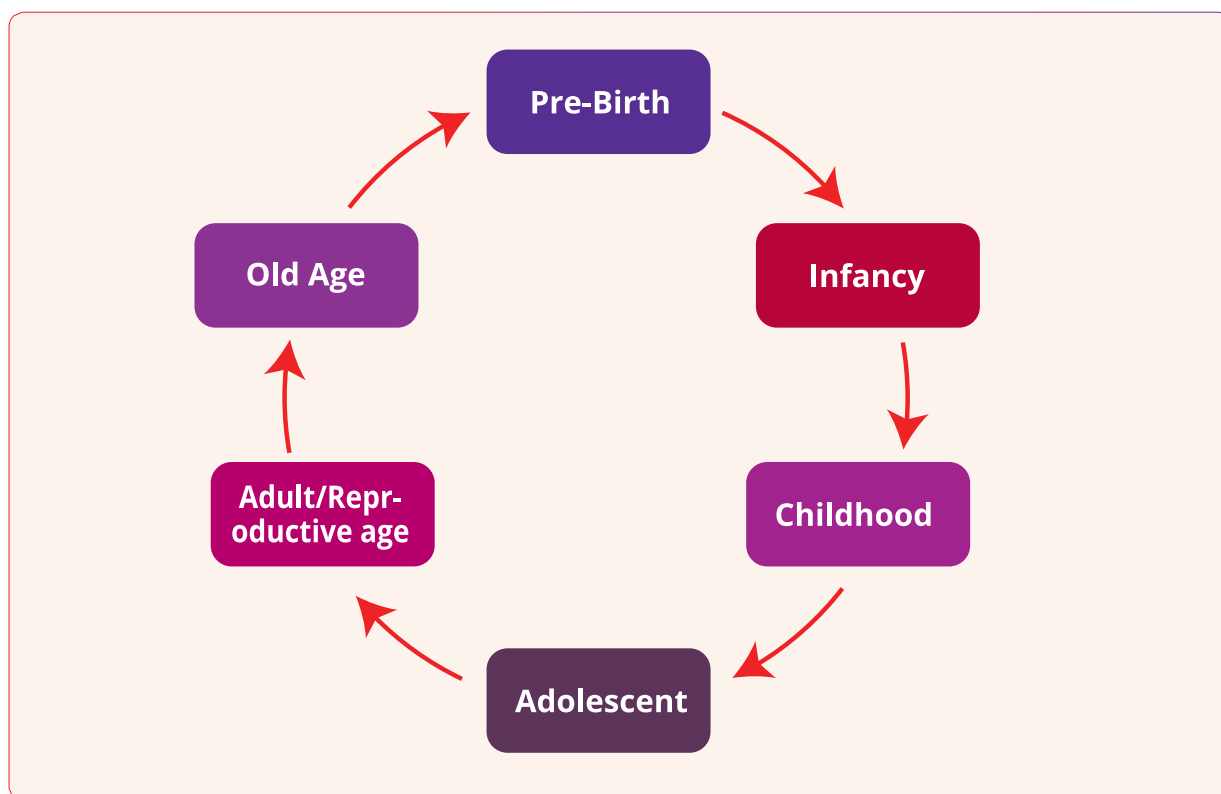 Pre-Birth
Infancy
Childhood
Adolescent
Adult/Repr-
oductive age
Old Age